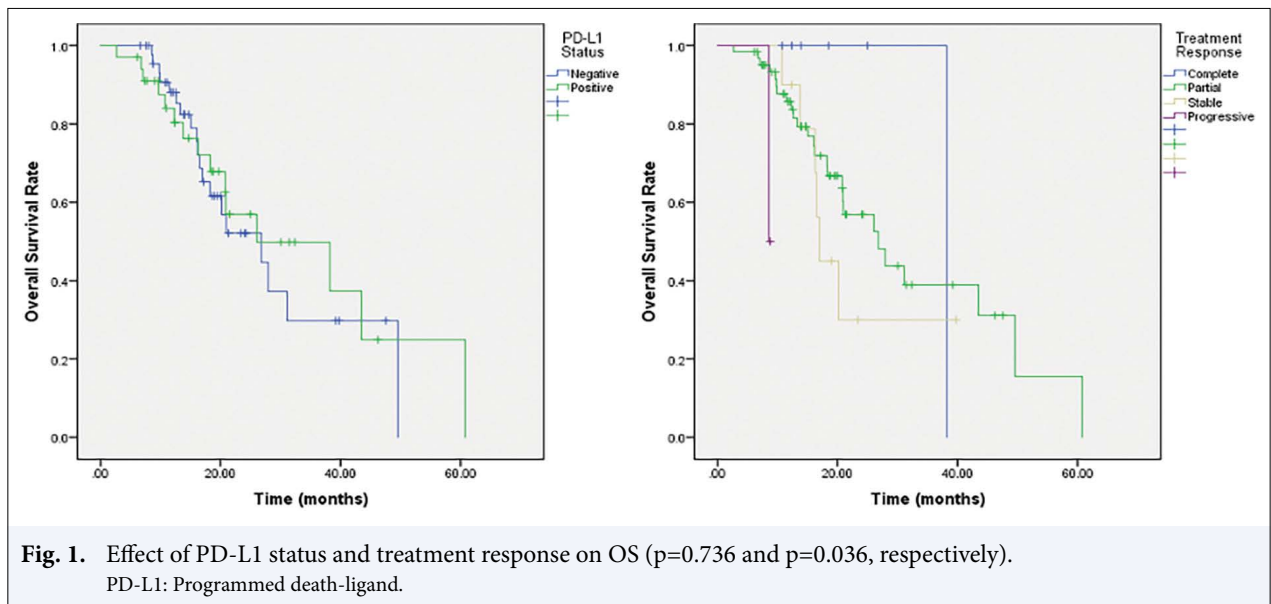 PD-L1
Status
Negative
Positive
1.0
0.8
0.6
0.4
0.2
0.0
Overall Survival Rate
.00 20.00 40.00 60.00
Time (months)
Treatment
Response
Complete
Partial
Stable
Progressive
1.0
0.8
0.6
0.4
0.2
0.0
Overall Survival Rate
.00 20.00 40.00 60.00
Time (months)
Fig. 1. Effect of PD-L1 status and treatment response on OS (p=0.736 and p=0.036, respectively).
PD-L1: Programmed death-ligand.